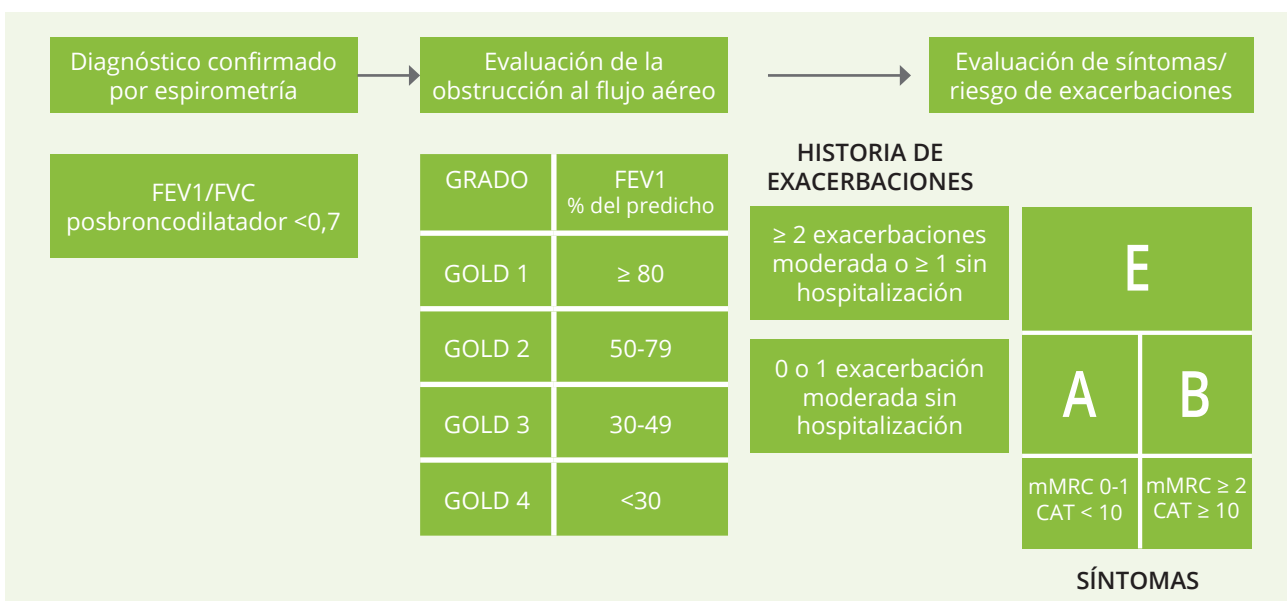 Diagnóstico confirmado
por espirometría
Evaluación de la
obstrucción al flujo aéreo
Evaluación de síntomas/
riesgo de exacerbaciones
FEV1/FVC
posbroncodilatador <0,7
GRADO
FEV1
% del predicho
GOLD 1
≥ 80
GOLD 2
50-79
GOLD 3
30-49
GOLD 4
<30
HISTORIA DE
EXACERBACIONES
≥ 2 exacerbaciones
moderada o ≥ 1 sin
hospitalización
E
0 o 1 exacerbación
moderada sin
hospitalización
A
B
mMRC 0-1
CAT < 10
mMRC ≥ 2
CAT ≥ 10
SÍNTOMAS